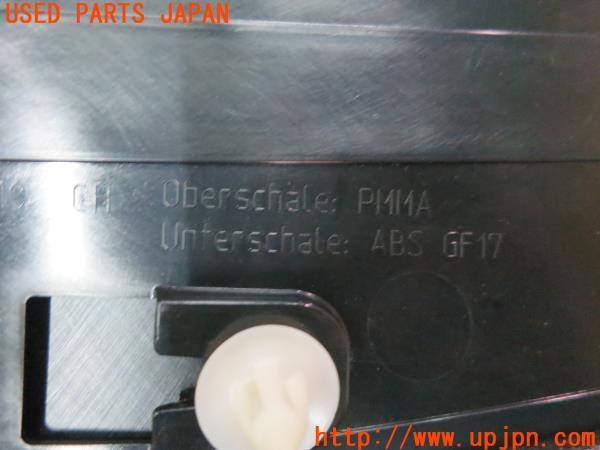 USED PARTS JAPAN
Oberschale: PMMA
Unterschale: ABS GF17
http://www.upjpn.com